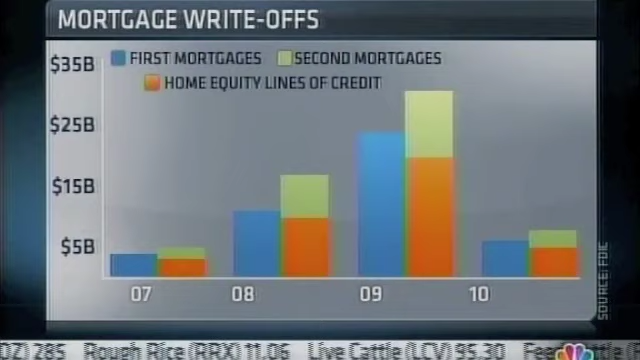 MORTGAGE WRITE-OFFS
$35B
FIRST MORTGAGES
SECOND MORTGAGES
HOME EQUITY LINES OF CREDIT
$25B
$15B
$5B
07
08
09
10
SOURCE: FDIC
DZ) 285 Rough Rice (RRX) 11.06 Live Cattle (LCV) 95.30